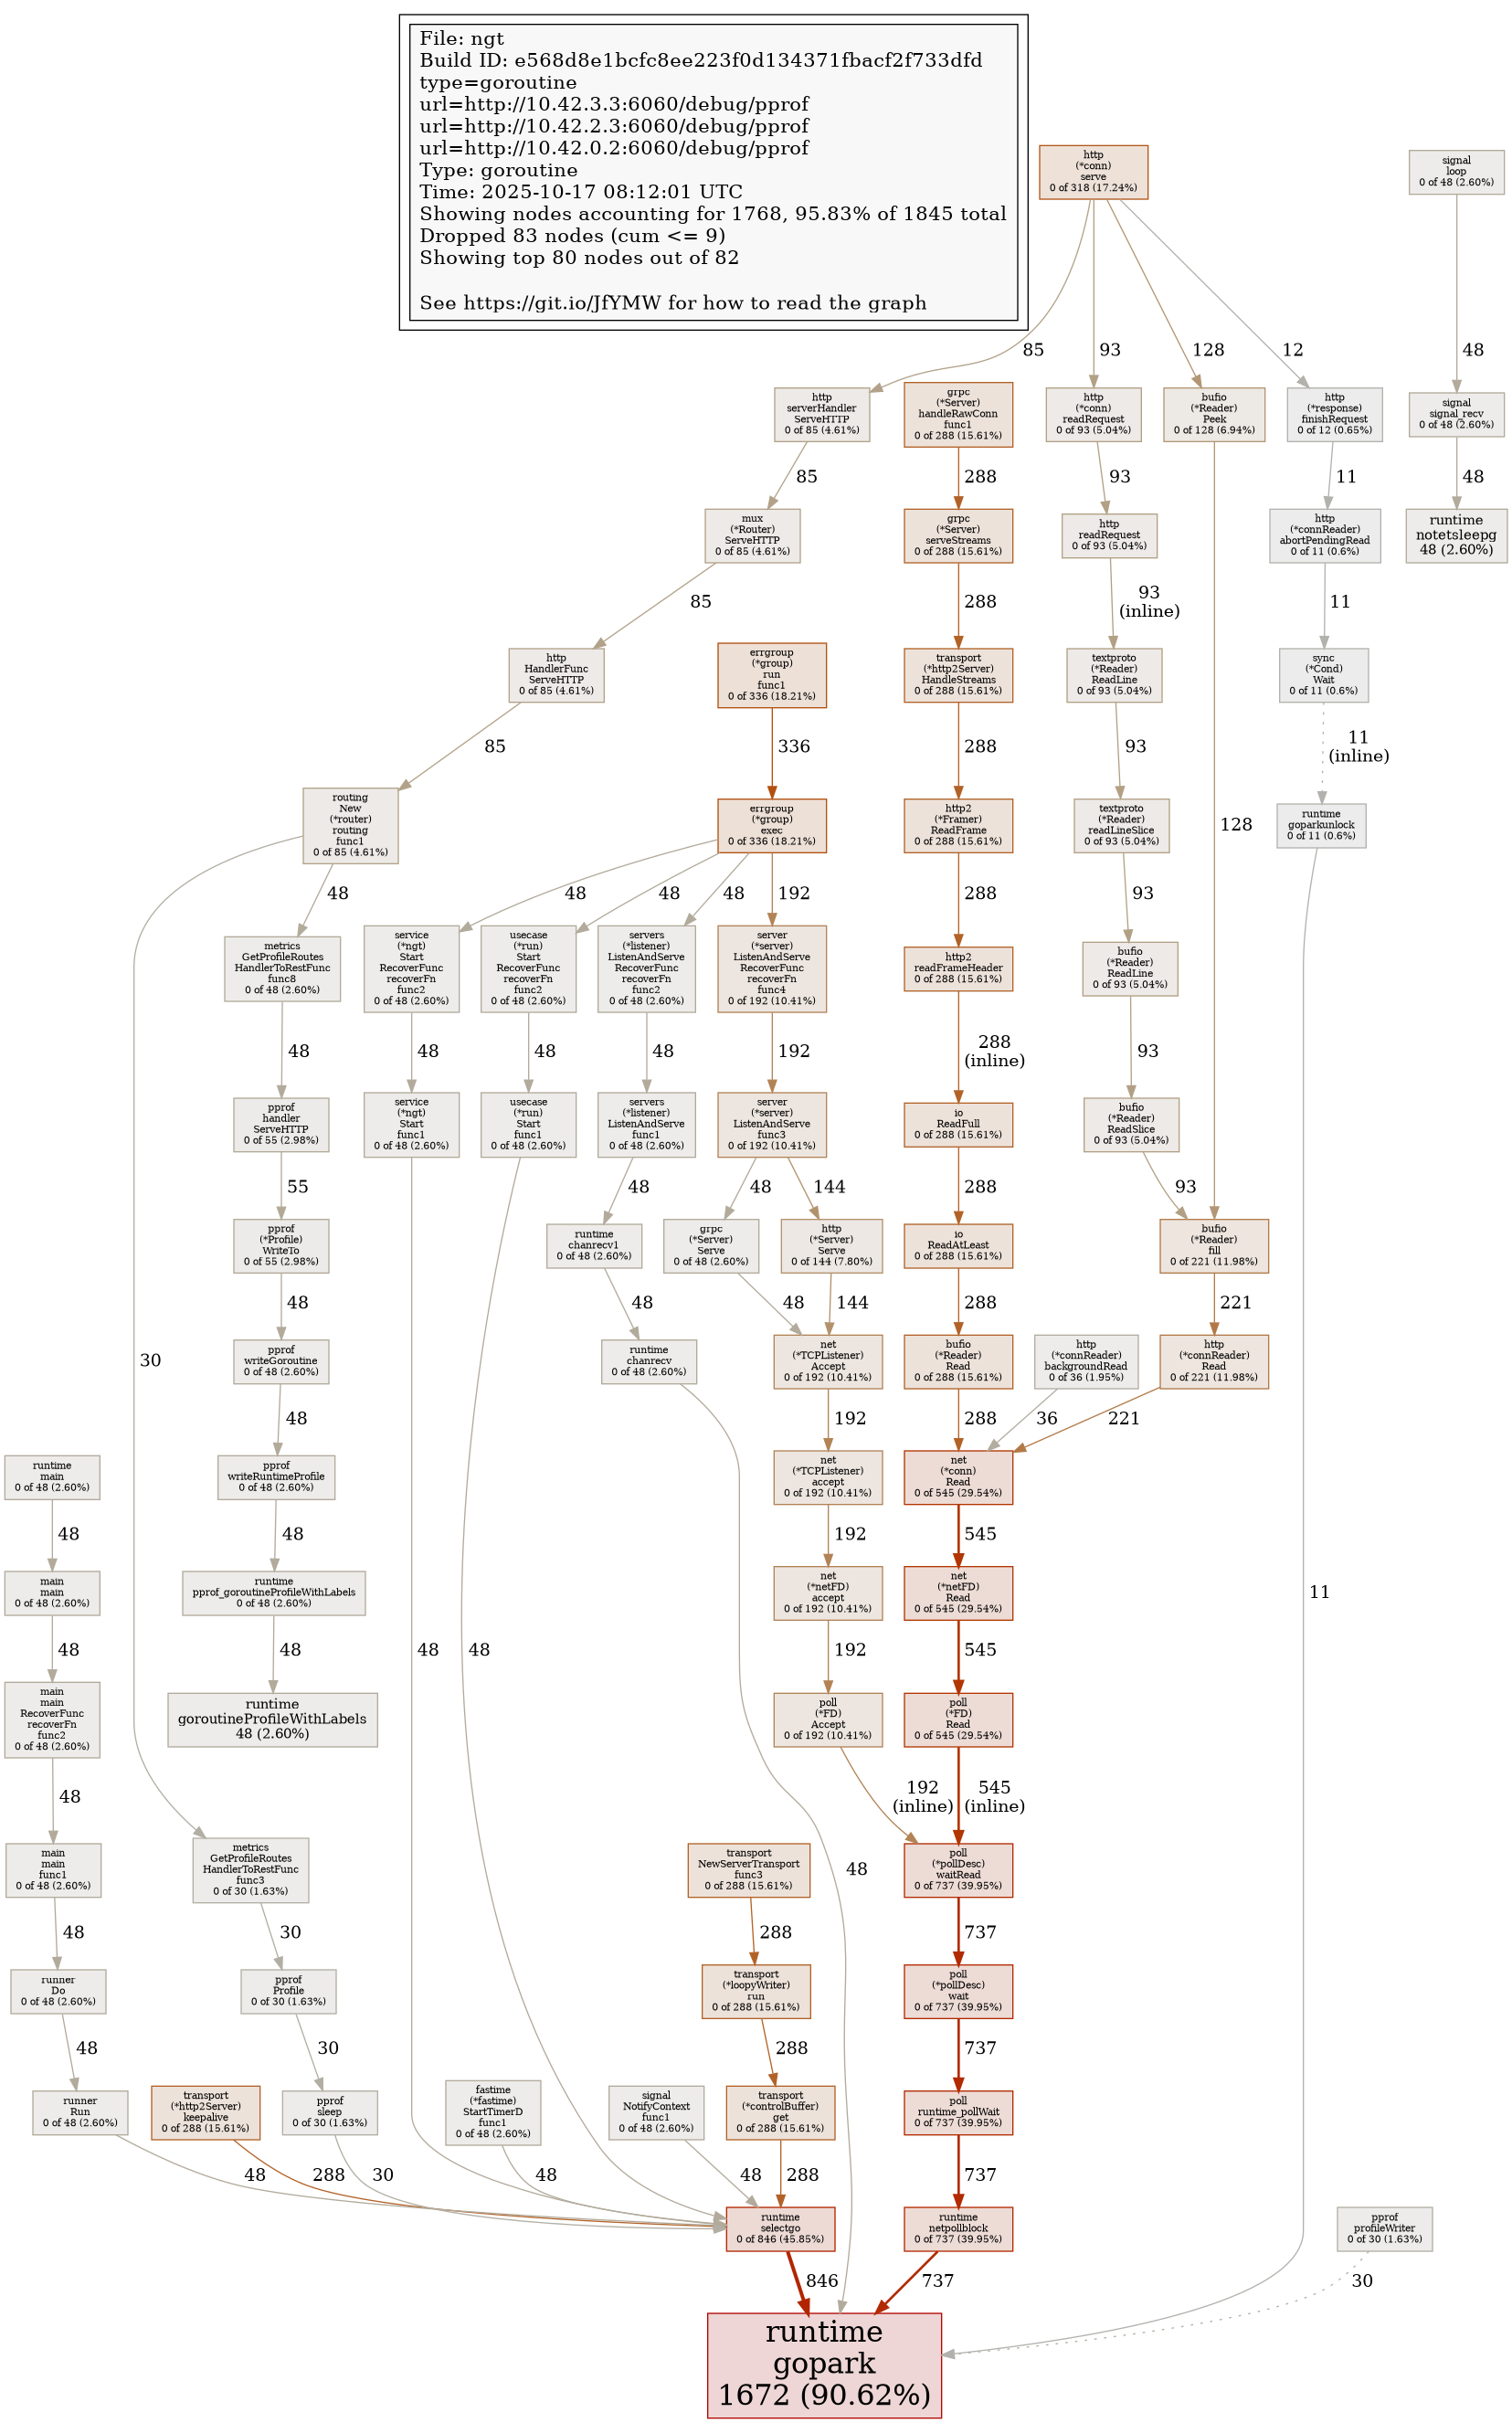 File: ngt
Build ID: e568d8e1bcfc8ee223f0d134371fbacf2f733dfd
type=goroutine
url=http://10.42.3.3:6060/debug/pprof
url=http://10.42.2.3:6060/debug/pprof
url=http://10.42.0.2:6060/debug/pprof
Type: goroutine
Time: 2025-10-17 08:12:01 UTC
Showing nodes accounting for 1768, 95.83% of 1845 total
Dropped 83 nodes (cum <= 9)
Showing top 80 nodes out of 82
See https://git.io/JfYMW for how to read the graph
http
(*conn)
serve
0 of 318 (17.24%)
signal
loop
0 of 48 (2.60%)
85
93
128
12
48
http
serverHandler
ServeHTTP
0 of 85 (4.61%)
grpc
(*Server)
handleRawConn
func1
0 of 288 (15.61%)
http
(*conn)
readRequest
0 of 93 (5.04%)
bufio
(*Reader)
Peek
0 of 128 (6.94%)
http
(*response)
finishRequest
0 of 12 (0.65%)
signal
signal_recv
0 of 48 (2.60%)
85
288
93
11
48
mux
(*Router)
ServeHTTP
0 of 85 (4.61%)
grpc
(*Server)
serveStreams
0 of 288 (15.61%)
http
readRequest
0 of 93 (5.04%)
http
(*connReader)
abortPendingRead
0 of 11 (0.6%)
runtime
notetsleepg
48 (2.60%)
85
288
93
(inline)
11
http
HandlerFunc
ServeHTTP
0 of 85 (4.61%)
errgroup
(*group)
run
func1
0 of 336 (18.21%)
transport
(*http2Server)
HandleStreams
0 of 288 (15.61%)
textproto
(*Reader)
ReadLine
0 of 93 (5.04%)
sync
(*Cond)
Wait
0 of 11 (0.6%)
85
336
288
93
11
(inline)
routing
New
(*router)
routing
func1
0 of 85 (4.61%)
errgroup
(*group)
exec
0 of 336 (18.21%)
http2
(*Framer)
ReadFrame
0 of 288 (15.61%)
textproto
(*Reader)
readLineSlice
0 of 93 (5.04%)
128
runtime
goparkunlock
0 of 11 (0.6%)
48
48
48
48
192
288
93
metrics
GetProfileRoutes
HandlerToRestFunc
func8
0 of 48 (2.60%)
service
(*ngt)
Start
RecoverFunc
recoverFn
func2
0 of 48 (2.60%)
usecase
(*run)
Start
RecoverFunc
recoverFn
func2
0 of 48 (2.60%)
servers
(*listener)
ListenAndServe
RecoverFunc
recoverFn
func2
0 of 48 (2.60%)
server
(*server)
ListenAndServe
RecoverFunc
recoverFn
func4
0 of 192 (10.41%)
http2
readFrameHeader
0 of 288 (15.61%)
bufio
(*Reader)
ReadLine
0 of 93 (5.04%)
48
48
48
48
192
288
(inline)
93
pprof
handler
ServeHTTP
0 of 55 (2.98%)
service
(*ngt)
Start
func1
0 of 48 (2.60%)
usecase
(*run)
Start
func1
0 of 48 (2.60%)
servers
(*listener)
ListenAndServe
func1
0 of 48 (2.60%)
server
(*server)
ListenAndServe
func3
0 of 192 (10.41%)
io
ReadFull
0 of 288 (15.61%)
bufio
(*Reader)
ReadSlice
0 of 93 (5.04%)
55
48
48
144
288
93
pprof
(*Profile)
WriteTo
0 of 55 (2.98%)
runtime
chanrecv1
0 of 48 (2.60%)
grpc
(*Server)
Serve
0 of 48 (2.60%)
http
(*Server)
Serve
0 of 144 (7.80%)
io
ReadAtLeast
0 of 288 (15.61%)
bufio
(*Reader)
fill
0 of 221 (11.98%)
48
48
48
144
288
221
30
pprof
writeGoroutine
0 of 48 (2.60%)
runtime
chanrecv
0 of 48 (2.60%)
net
(*TCPListener)
Accept
0 of 192 (10.41%)
bufio
(*Reader)
Read
0 of 288 (15.61%)
http
(*connReader)
backgroundRead
0 of 36 (1.95%)
http
(*connReader)
Read
0 of 221 (11.98%)
48
192
288
36
221
runtime
main
0 of 48 (2.60%)
pprof
writeRuntimeProfile
0 of 48 (2.60%)
net
(*TCPListener)
accept
0 of 192 (10.41%)
net
(*conn)
Read
0 of 545 (29.54%)
48
48
192
545
main
main
0 of 48 (2.60%)
runtime
pprof_goroutineProfileWithLabels
0 of 48 (2.60%)
net
(*netFD)
accept
0 of 192 (10.41%)
net
(*netFD)
Read
0 of 545 (29.54%)
11
48
48
48
48
192
545
main
main
RecoverFunc
recoverFn
func2
0 of 48 (2.60%)
runtime
goroutineProfileWithLabels
48 (2.60%)
poll
(*FD)
Accept
0 of 192 (10.41%)
poll
(*FD)
Read
0 of 545 (29.54%)
48
192
(inline)
545
(inline)
main
main
func1
0 of 48 (2.60%)
metrics
GetProfileRoutes
HandlerToRestFunc
func3
0 of 30 (1.63%)
transport
NewServerTransport
func3
0 of 288 (15.61%)
48
poll
(*pollDesc)
waitRead
0 of 737 (39.95%)
48
30
288
737
runner
Do
0 of 48 (2.60%)
pprof
Profile
0 of 30 (1.63%)
transport
(*loopyWriter)
run
0 of 288 (15.61%)
poll
(*pollDesc)
wait
0 of 737 (39.95%)
48
30
288
737
runner
Run
0 of 48 (2.60%)
transport
(*http2Server)
keepalive
0 of 288 (15.61%)
pprof
sleep
0 of 30 (1.63%)
fastime
(*fastime)
StartTimerD
func1
0 of 48 (2.60%)
signal
NotifyContext
func1
0 of 48 (2.60%)
transport
(*controlBuffer)
get
0 of 288 (15.61%)
poll
runtime_pollWait
0 of 737 (39.95%)
48
288
30
48
48
288
737
runtime
selectgo
0 of 846 (45.85%)
runtime
netpollblock
0 of 737 (39.95%)
pprof
profileWriter
0 of 30 (1.63%)
846
737
30
runtime
gopark
1672 (90.62%)